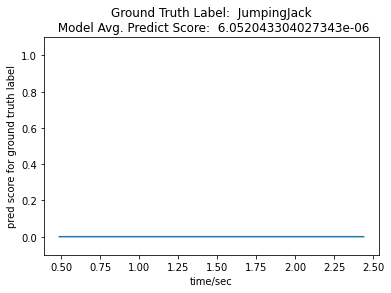 Ground Truth Label:  JumpingJack
Model Avg. Predict Score:  6.052043304027343e-06
pred score for ground truth label
1.0
0.8
0.6
0.4
0.2
0.0
0.50 0.75 1.00 1.25 1.50 1.75 2.00 2.25 2.50
time/sec